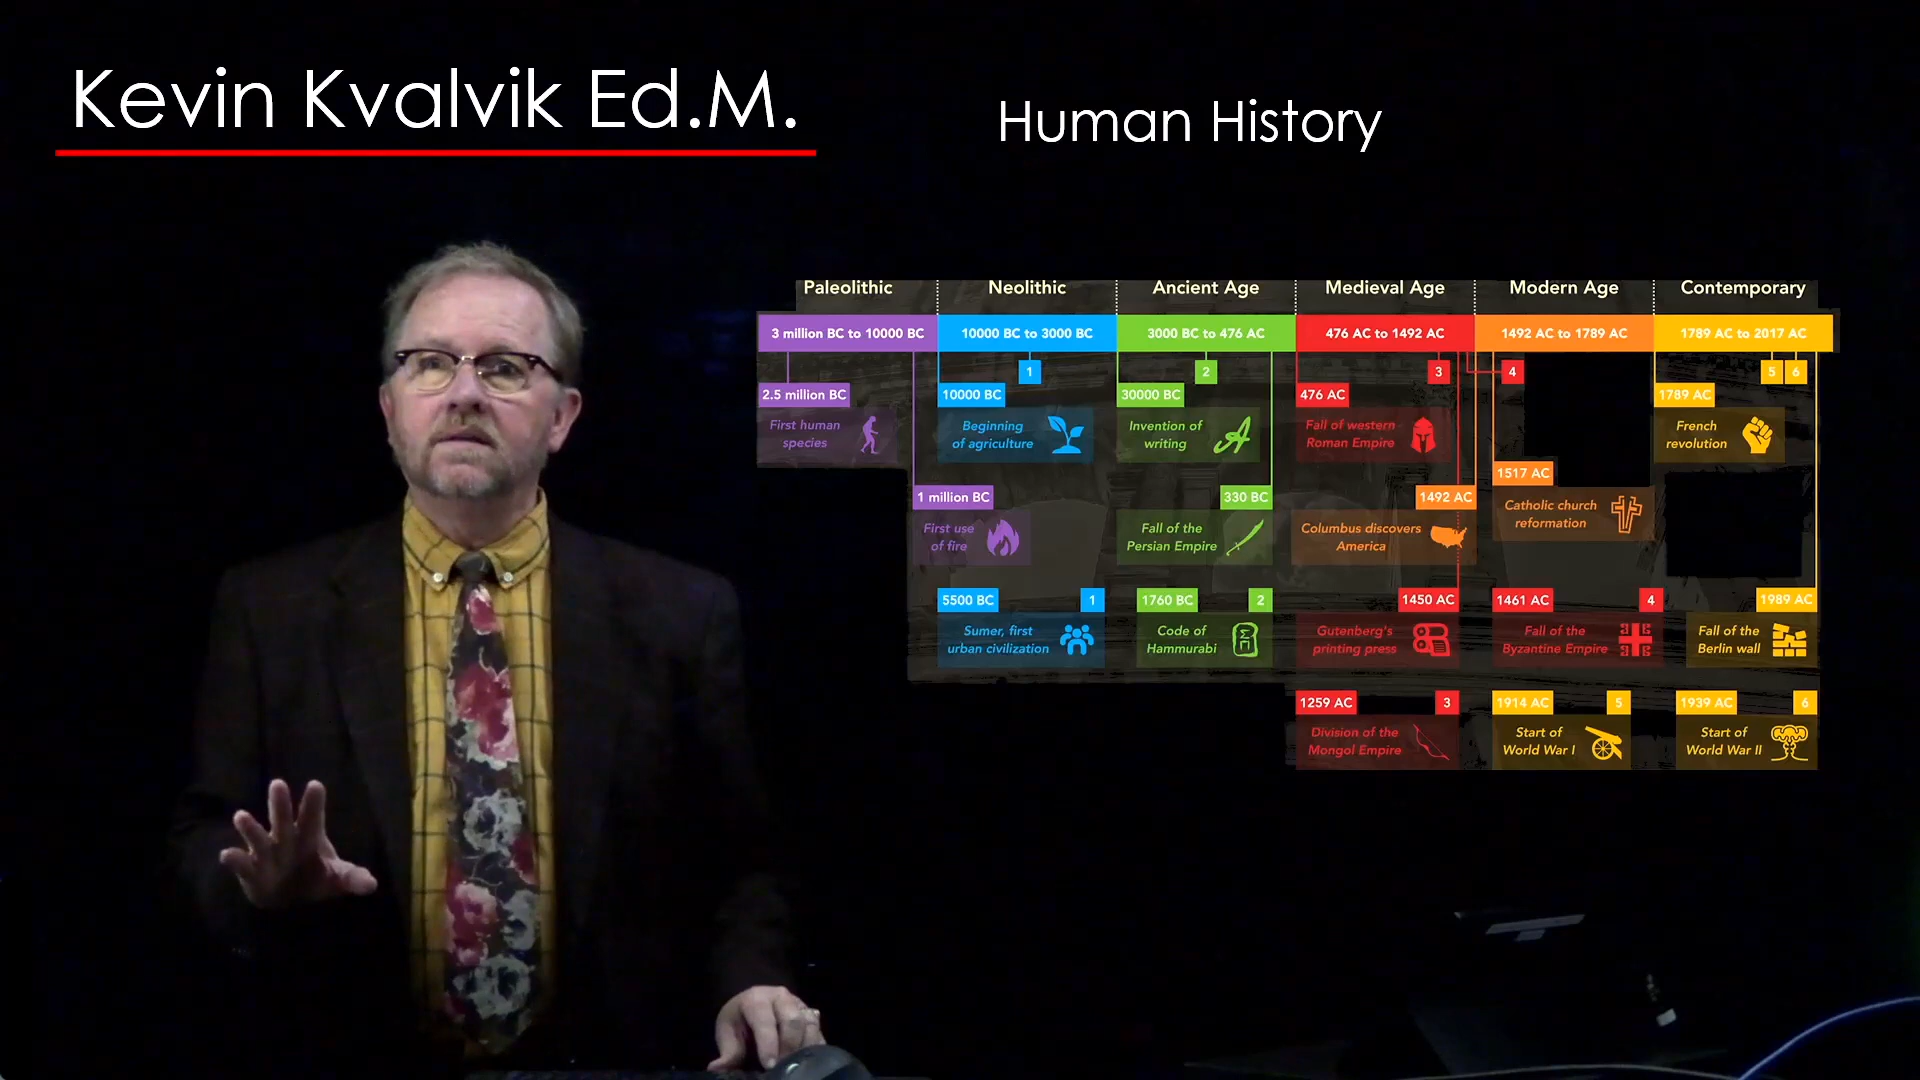 Kevin Kvalvik Ed.M.
Human History
Paleolithic
Neolithic
Ancient Age
Medieval Age
Modern Age
Contemporary
3 million BC to 10000 BC
10000 BC to 3000 BC
3000 BC to 476 AC
476 AC to 1492 AC
1492 AC to 1789 AC
1789 AC to 2017 AC
1
2
3
4
5
6
2.5 million BC
First human
species
10000 BC
Beginning
of agriculture
30000 BC
Invention of
writing
476 AC
Fall of western
Roman Empire
1789 AC
French
revolution
1517 AC
Catholic church
reformation
1 million BC
First use
of fire
330 BC
Fall of the
Persian Empire
1492 AC
Columbus discovers
America
5500 BC
1
Sumer, first
urban civilization
1760 BC
2
Code of
Hammurabi
1450 AC
Gutenberg's
printing press
1461 AC
4
Fall of the
Byzantine Empire
1989 AC
Fall of the
Berlin wall
1259 AC
3
Division of the
Mongol Empire
1914 AC
5
Start of
World War I
1939 AC
6
Start of
World War II